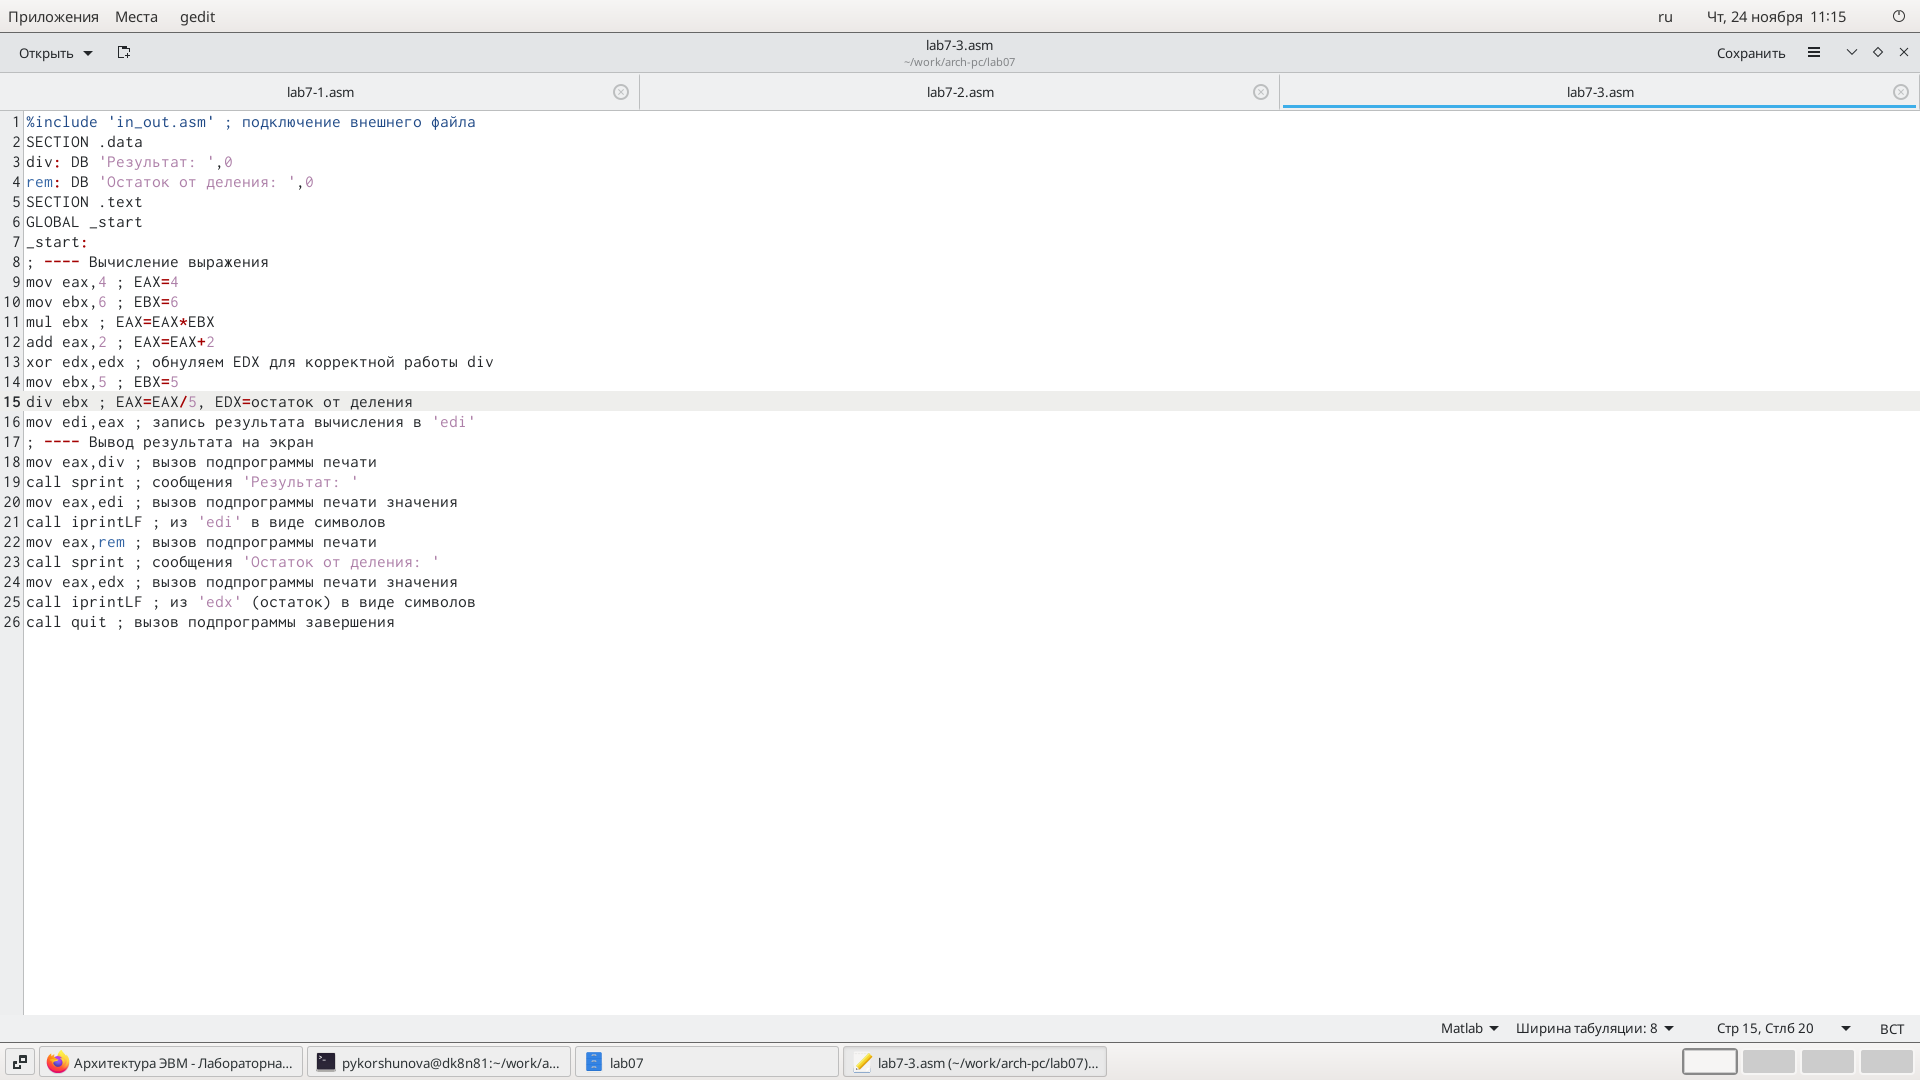 Приложения Места gedit ru Чт, 24 ноября 11:15
Открыть lab7-3.asm Сохранить
~/work/arch-pc/lab07
lab7-1.asm lab7-2.asm lab7-3.asm
1 %include 'in_out.asm' ; подключение внешнего файла
2 SECTION .data
3 div: DB 'Результат: ',0
4 rem: DB 'Остаток от деления: ',0
5 SECTION .text
6 GLOBAL _start
7 _start:
8 ; ---- Вычисление выражения
9 mov eax,4 ; EAX=4
10 mov ebx,6 ; EBX=6
11 mul ebx ; EAX=EAX*EBX
12 add eax,2 ; EAX=EAX+2
13 xor edx,edx ; обнуляем EDX для корректной работы div
14 mov ebx,5 ; EBX=5
15 div ebx ; EAX=EAX/5, EDX=остаток от деления
16 mov edi,eax ; запись результата вычисления в 'edi'
17 ; ---- Вывод результата на экран
18 mov eax,div ; вызов подпрограммы печати
19 call sprint ; сообщения 'Результат: '
20 mov eax,edi ; вызов подпрограммы печати значения
21 call iprintLF ; из 'edi' в виде символов
22 mov eax,rem ; вызов подпрограммы печати
23 call sprint ; сообщения 'Остаток от деления: '
24 mov eax,edx ; вызов подпрограммы печати значения
25 call iprintLF ; из 'edx' (остаток) в виде символов
26 call quit ; вызов подпрограммы завершения
Matlab Ширина табуляции: 8 Стр 15, Стлб 20 ВСТ
Архитектура ЭВМ - Лабораторна... pykorshunova@dk8n81:~/work/a... lab07 lab7-3.asm (~/work/arch-pc/lab07)...